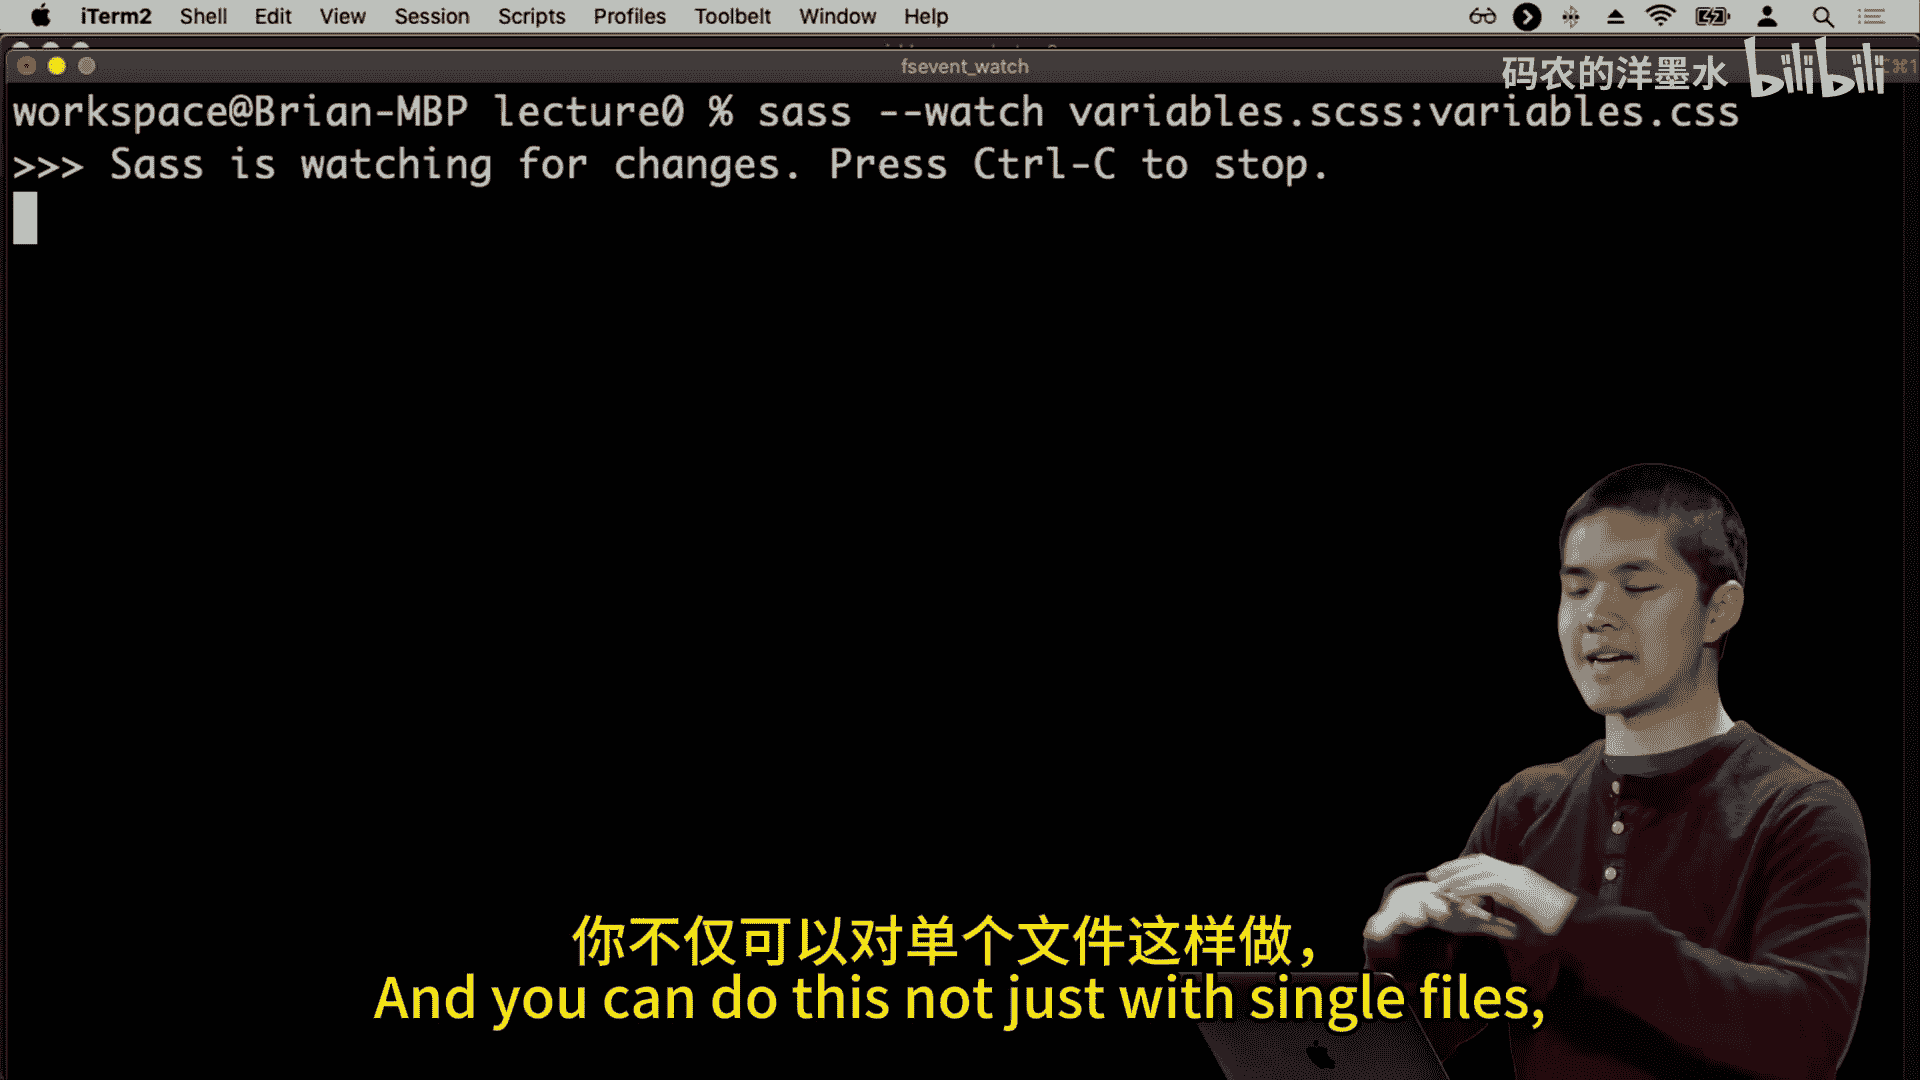 iTerm2 Shell Edit View Session Scripts Profiles Toolbelt Window Help
fsevent_watch
码农的洋墨水 bilibili
⌘1
workspace@Brian-MBP lecture0 % sass --watch variables.scss:variables.css
>>> Sass is watching for changes. Press Ctrl-C to stop.
你不仅可以对单个文件这样做，
And you can do this not just with single files,